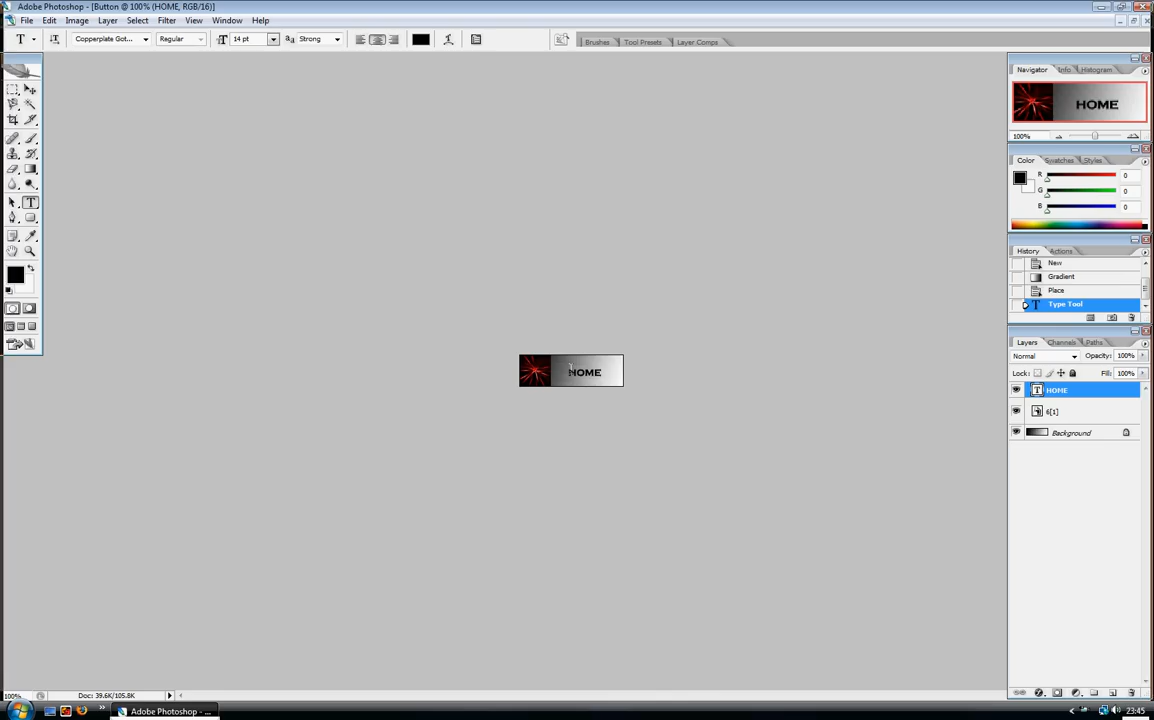 Adobe Photoshop - [Button @ 100% (HOME, RGB/16)]
File Edit Image Layer Select Filter View Window Help
T Copperplate Got... Regular T 14 pt aa Strong Brushes Tool Presets Layer Comps
Navigator Info Histogram
HOME
100%
Color Swatches Styles
R 0
G 0
B 0
T
History Actions
New
Gradient
Place
T Type Tool
Layers Channels Paths
Normal Opacity: 100%
Lock: Fill: 100%
HOME
T HOME
6[1]
Background
100% Doc: 39.6K/105.8K
Adobe Photoshop - ... 23:45